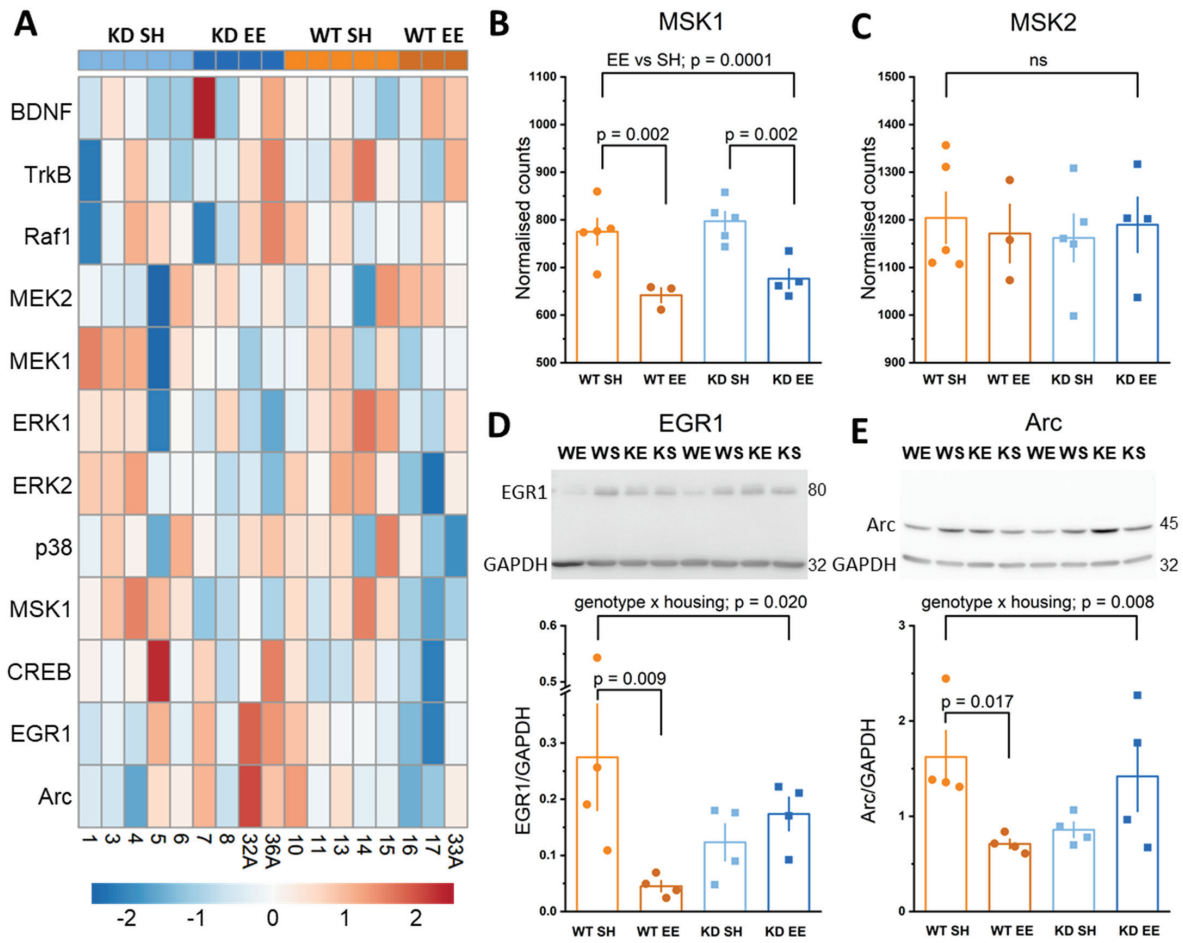 A
KD SH KD EE WT SH WT EE
BDNF
TrkB
Raf1
MEK2
MEK1
ERK1
ERK2
p38
MSK1
CREB
EGR1
Arc
1 3 4 5 6 7 8 32A 36A 10 11 13 14 15 16 17 33A
-2 -1 0 1 2
B
MSK1
EE vs SH; p = 0.0001
p = 0.002 p = 0.002
Normalised counts
1100
1000
900
800
700
600
500
WT SH WT EE KD SH KD EE
C
MSK2
ns
Normalised counts
1500
1400
1300
1200
1100
1000
900
WT SH WT EE KD SH KD EE
D
EGR1
WE WS KE KS WE WS KE KS
EGR1 80
GAPDH 32
genotype x housing; p = 0.020
p = 0.009
EGR1/GAPDH
0.6
0.5
0.3
0.2
0.1
0.0
WT SH WT EE KD SH KD EE
E
Arc
WE WS KE KS WE WS KE KS
Arc 45
GAPDH 32
genotype x housing; p = 0.008
p = 0.017
Arc/GAPDH
3
2
1
0
WT SH WT EE KD SH KD EE